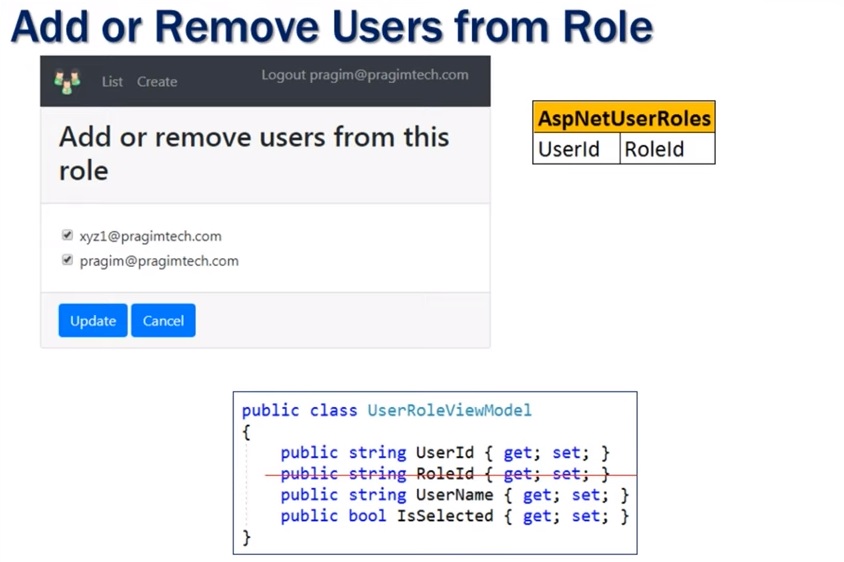 Add or Remove Users from Role
List Create Logout pragim@pragimtech.com
Add or remove users from this
role
xyz1@pragimtech.com
pragim@pragimtech.com
Update Cancel
AspNetUserRoles
UserId RoleId
public class UserRoleViewModel
{
public string UserId { get; set; }
public string RoleId { get; set; }
public string UserName { get; set; }
public bool IsSelected { get; set; }
}